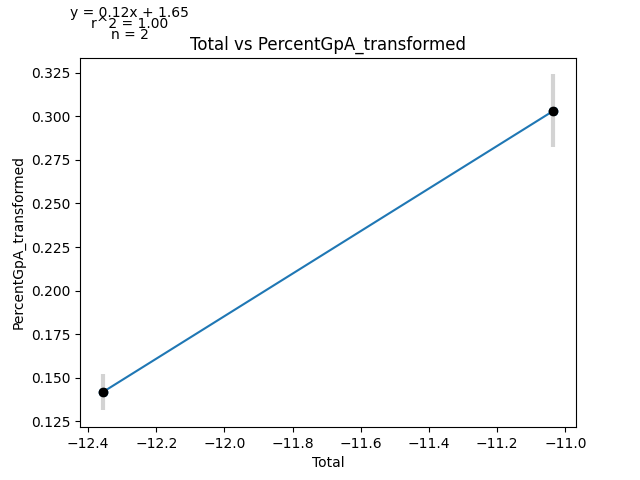 y = 0.12x + 1.65
r^2 = 1.00
n = 2
Total vs PercentGpA_transformed
PercentGpA_transformed
0.325
0.300
0.275
0.250
0.225
0.200
0.175
0.150
0.125
−12.4 −12.2 −12.0 −11.8 −11.6 −11.4 −11.2 −11.0
Total